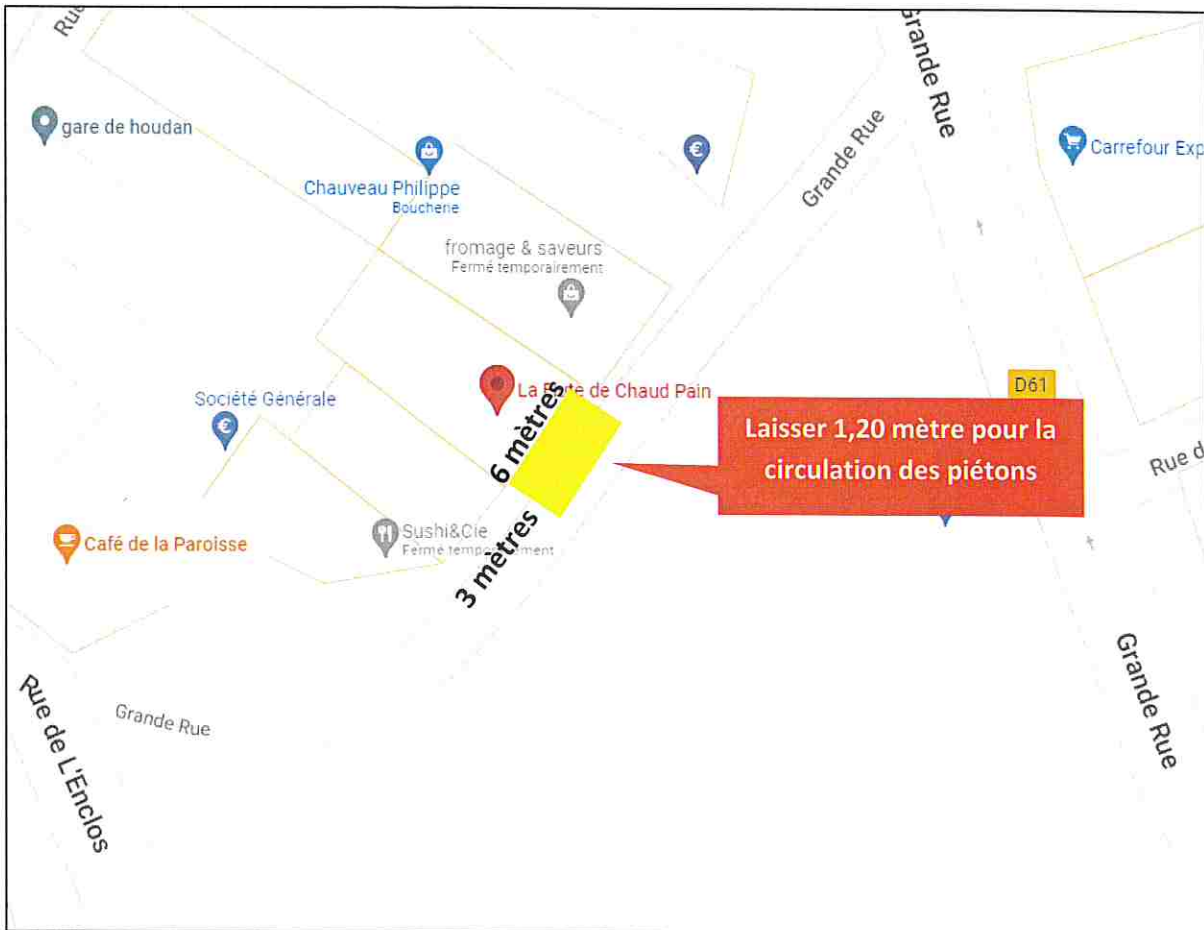 Rue
Grande Rue
gare de houdan
Grande Rue
Carrefour Exp
Chauveau Philippe
Boucherie
fromage & saveurs
Fermé temporairement
La de Chaud Pain
D61
Société Générale
6 mètres
Laisser 1,20 mètre pour la
circulation des piétons
Rue d
Café de la Paroisse
Sushi&Cie
Fermé
3 mètres
Grande Rue
Rue de L'Enclos
Grande Rue